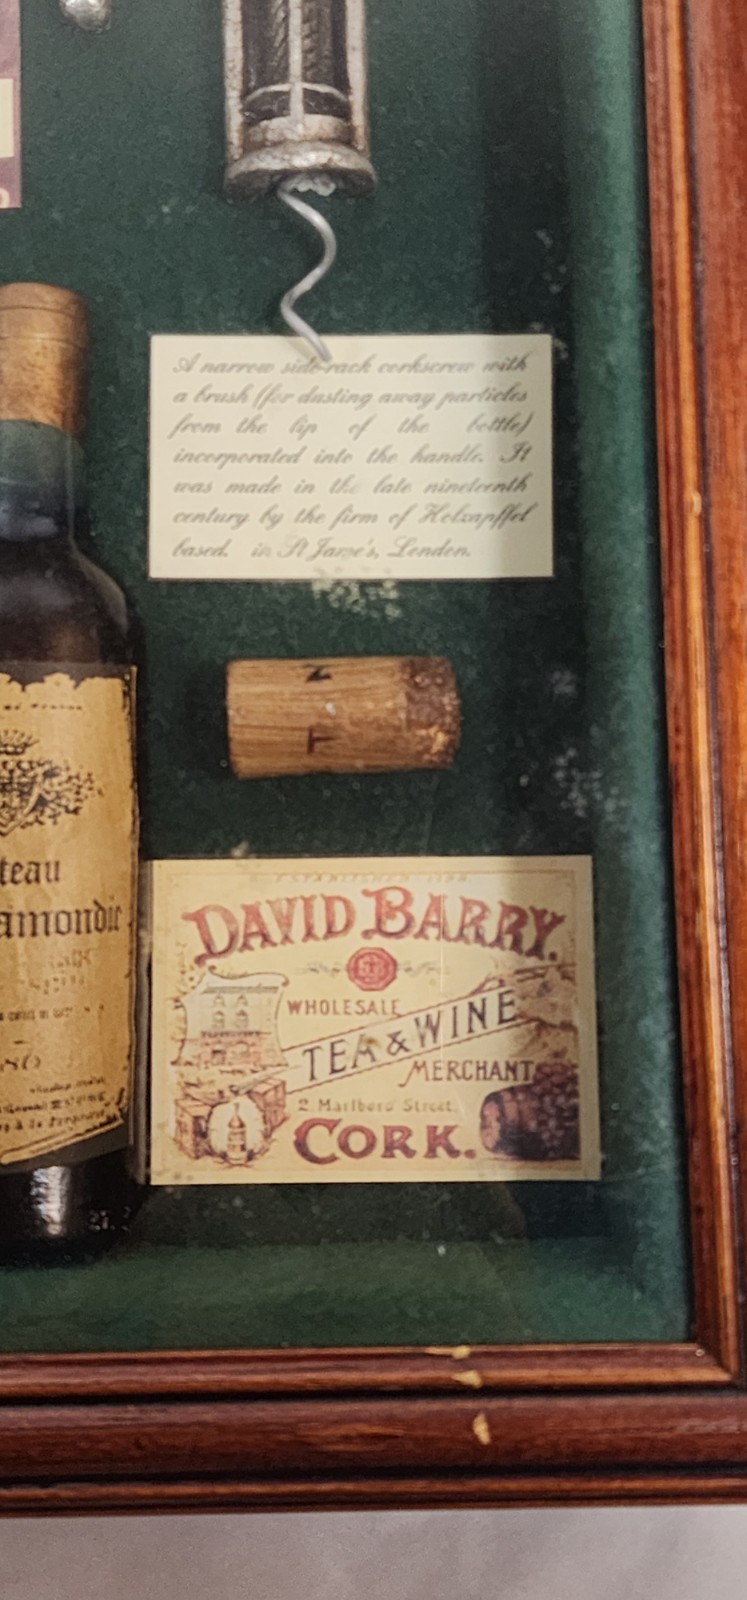 A narrow side-rack corkscrew with
a brush (for dusting away particles
from the lip of the bottle)
incorporated into the handle. It
was made in the late nineteenth
century by the firm of Holzapffel
based. in St Jame's, London.
N
T
teau
amondie
ESTABLISHED
DAVID BARRY.
WHOLESALE
TEA & WINE
MERCHANT
2 Marlboro Street.
CORK.